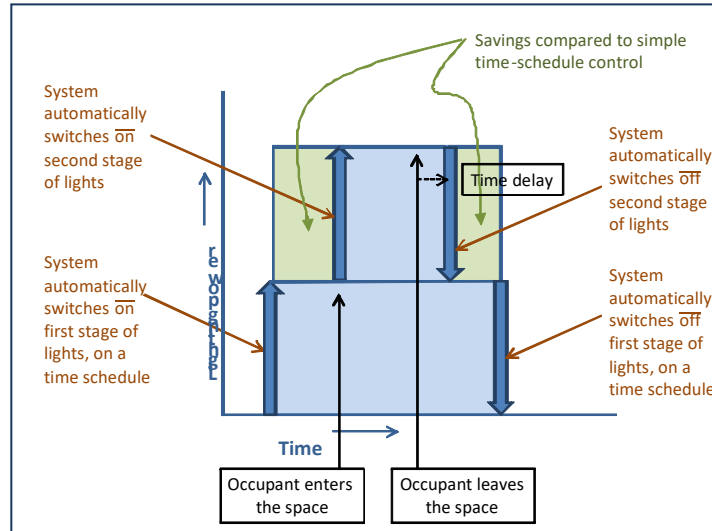 Savings compared to simple
time-schedule control
System
automatically
switches on
second stage
of lights
System
automatically
switches off
second stage
of lights
Time delay
System
automatically
switches on
first stage of
lights, on a
time schedule
System
automatically
switches off
first stage of
lights, on a
time schedule
Lighting power
Time
Occupant enters
the space
Occupant leaves
the space